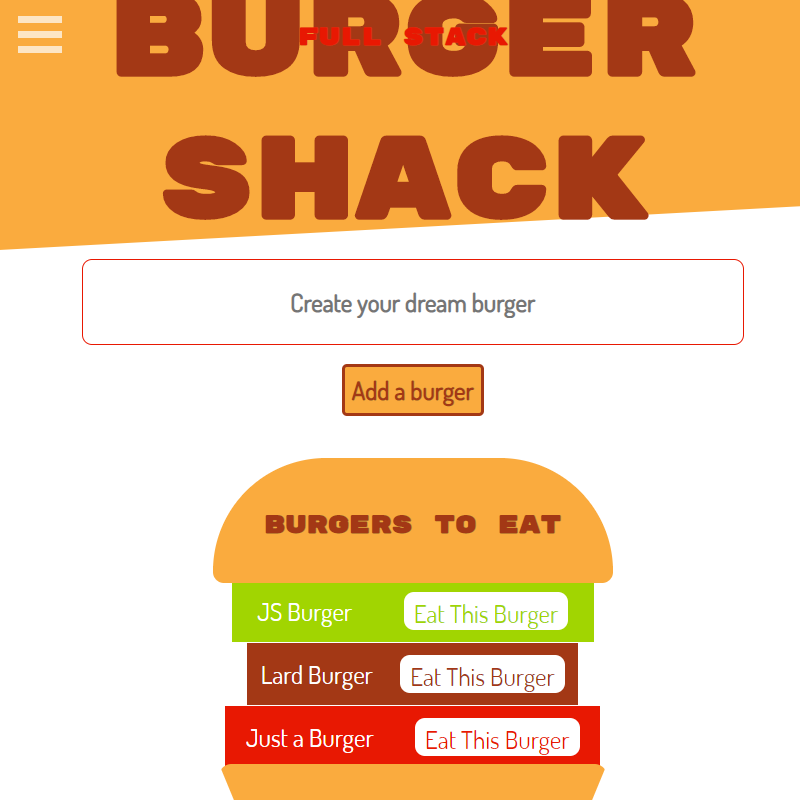 BURGER
FULL STACK
SHACK
Create your dream burger
Add a burger
BURGERS TO EAT
JS Burger Eat This Burger
Lard Burger Eat This Burger
Just a Burger Eat This Burger